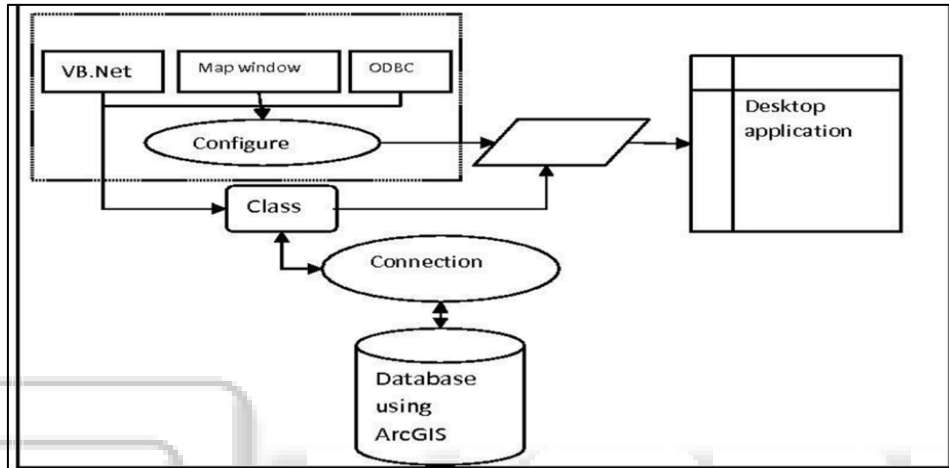 VB.Net
Map window
ODBC
Configure
Desktop
application
Class
Connection
Database
using
ArcGIS